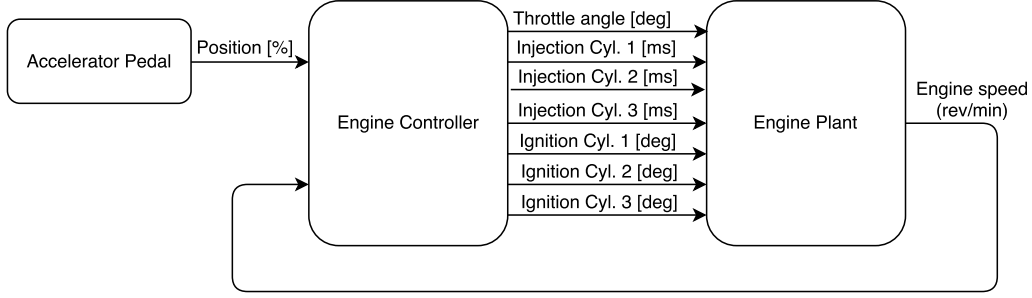 Accelerator Pedal
Position [%]
Engine Controller
Throttle angle [deg]
Injection Cyl. 1 [ms]
Injection Cyl. 2 [ms]
Injection Cyl. 3 [ms]
Ignition Cyl. 1 [deg]
Ignition Cyl. 2 [deg]
Ignition Cyl. 3 [deg]
Engine Plant
Engine speed
(rev/min)